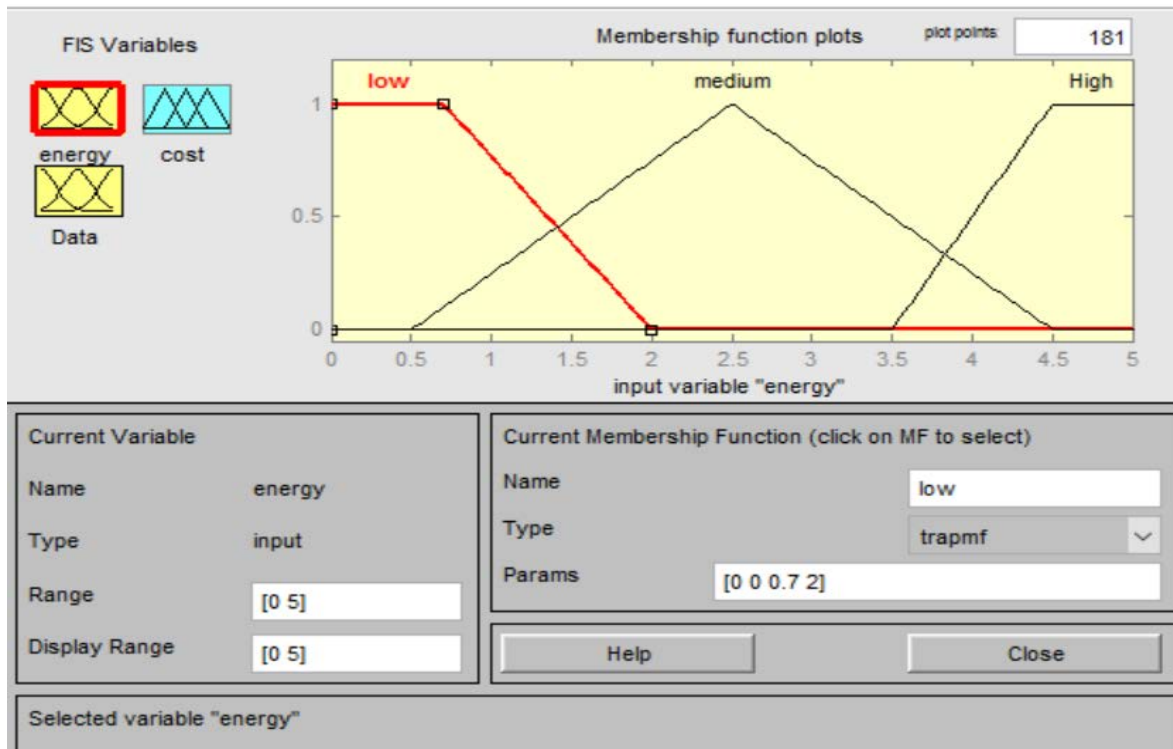 FIS Variables
energy
cost
Data
Membership function plots
plot points:
181
low
medium
High
1
0.5
0
0
0.5
1
1.5
2
2.5
3
3.5
4
4.5
5
input variable "energy"
Current Variable
Name
energy
Type
input
Range
[0 5]
Display Range
[0 5]
Current Membership Function (click on MF to select)
Name
low
Type
trapmf
Params
[0 0 0.7 2]
Help
Close
Selected variable "energy"